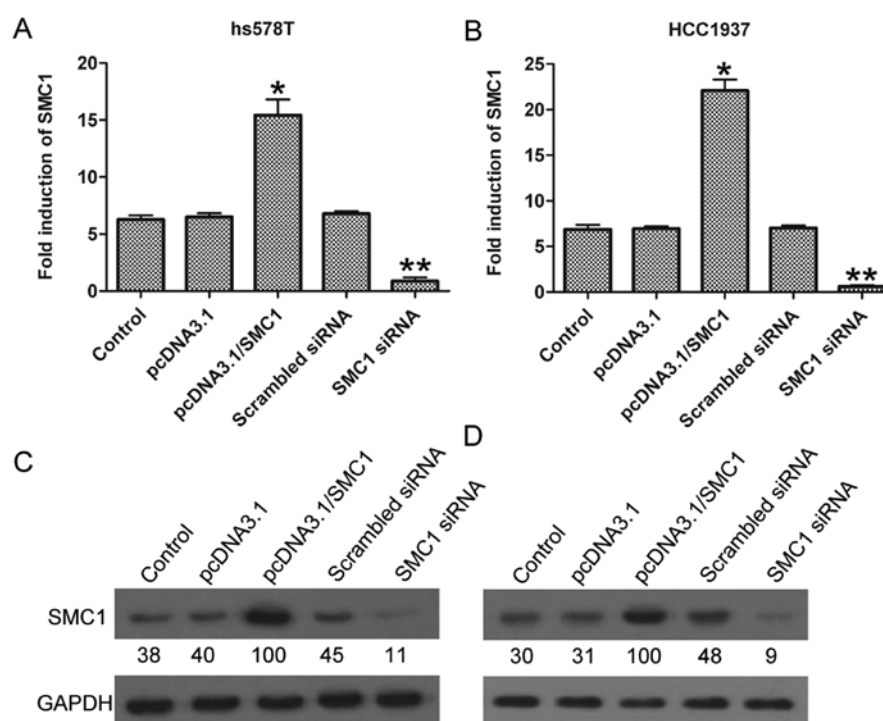 A
hs578T
Fold induction of SMC1
20
15
10
5
0
*
**
Control
pcDNA3.1
pcDNA3.1/SMC1
Scrambled siRNA
SMC1 siRNA
B
HCC1937
Fold induction of SMC1
25
20
15
10
5
0
*
**
Control
pcDNA3.1
pcDNA3.1/SMC1
Scrambled siRNA
SMC1 siRNA
C
Control
pcDNA3.1
pcDNA3.1/SMC1
Scrambled siRNA
SMC1 siRNA
SMC1
38 40 100 45 11
GAPDH
D
Control
pcDNA3.1
pcDNA3.1/SMC1
Scrambled siRNA
SMC1 siRNA
30 31 100 48 9